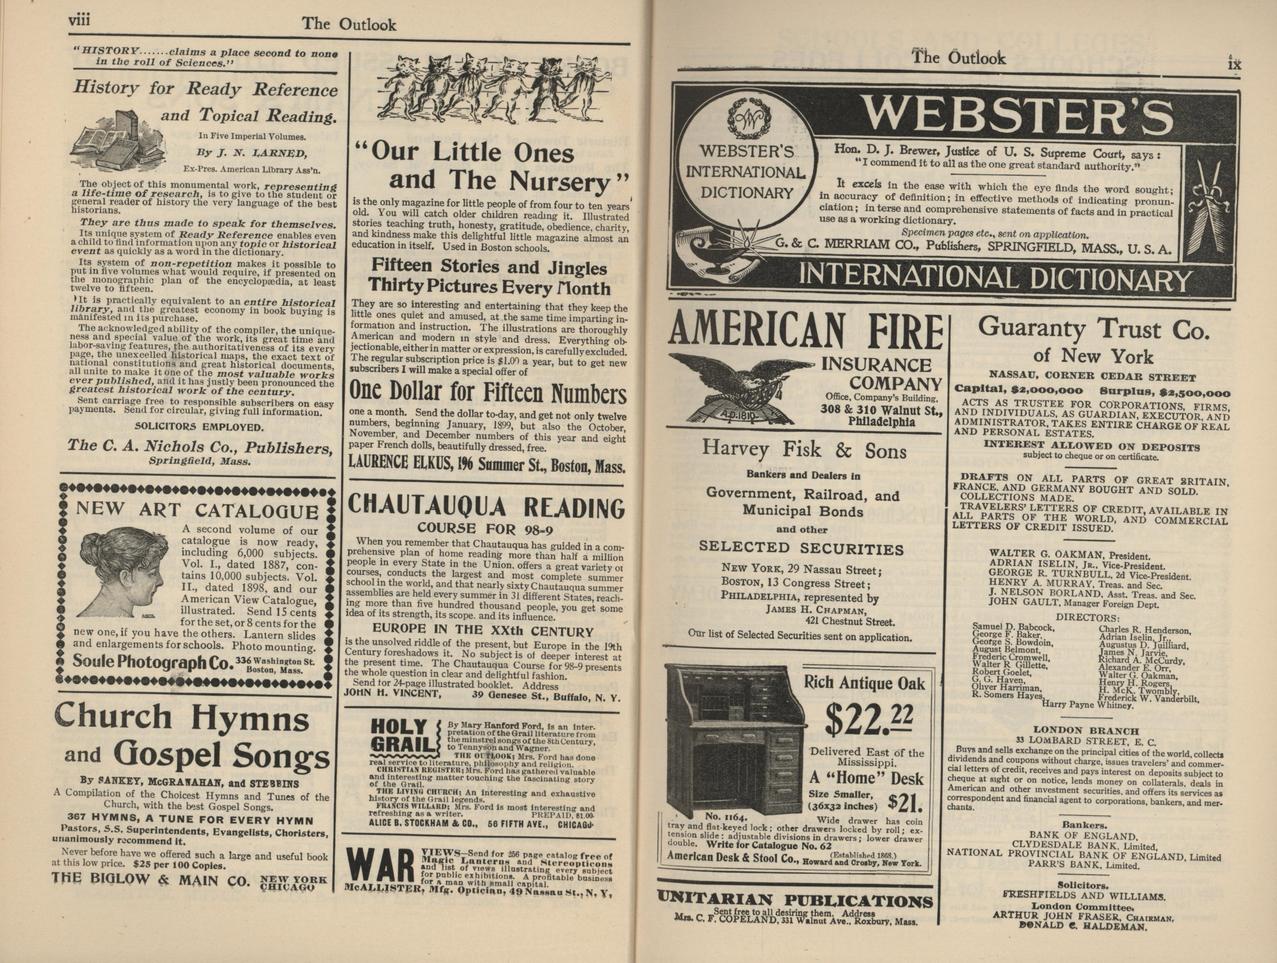 viii
The Outlook
"HISTORY.......claims a place second to none
in the roll of Sciences."
History for Ready Reference
and Topical Reading.
In Five Imperial Volumes.
By J. N. LARNED,
Ex-Pres. American Library Ass'n.
The object of this monumental work, representing
a life-time of research, is to give to the student or
general reader of history the very language of the best
historians.
They are thus made to speak for themselves.
Its unique system of Ready Reference enables even
a child to find information upon any topic or historical
event as quickly as a word in the dictionary.
Its system of non-repetition makes it possible to
put in five volumes what would require, if presented on
the monographic plan of the encyclopædia, at least
twelve to fifteen.
It is practically equivalent to an entire historical
library, and the greatest economy in book buying is
manifested in its purchase.
The acknowledged ability of the compiler, the unique-
ness and special value of the work, its great time and
labor-saving features, the authoritativeness of its every
page, the unexcelled historical maps, the exact text of
national constitutions and great historical documents,
all unite to make it one of the most valuable works
ever published, and it has justly been pronounced the
greatest historical work of the century.
Sent carriage free to responsible subscribers on easy
payments. Send for circular, giving full information.
SOLICITORS EMPLOYED.
The C. A. Nichols Co., Publishers,
Springfield, Mass.
NEW ART CATALOGUE
A second volume of our
catalogue is now ready,
including 6,000 subjects.
Vol. I., dated 1887, con-
tains 10,000 subjects. Vol.
II., dated 1898, and our
American View Catalogue,
illustrated. Send 15 cents
for the set, or 8 cents for the
new one, if you have the others. Lantern slides
and enlargements for schools. Photo mounting.
Soule Photograph Co. 336 Washington St.
Boston, Mass.
Church Hymns
and Gospel Songs
By SANKEY, McGRANAHAN, and STEBBINS
A Compilation of the Choicest Hymns and Tunes of the
Church, with the best Gospel Songs.
367 HYMNS, A TUNE FOR EVERY HYMN
Pastors, S.S. Superintendents, Evangelists, Choristers,
unanimously recommend it.
Never before have we offered such a large and useful book
at this low price. $25 per 100 Copies.
THE BIGLOW & MAIN CO. NEW YORK
CHICAGO
"Our Little Ones
and The Nursery"
is the only magazine for little people of from four to ten years
old. You will catch older children reading it. Illustrated
stories teaching truth, honesty, gratitude, obedience, charity,
and kindness make this delightful little magazine almost an
education in itself. Used in Boston schools.
Fifteen Stories and Jingles
Thirty Pictures Every Month
They are so interesting and entertaining that they keep the
little ones quiet and amused, at the same time imparting in-
formation and instruction. The illustrations are thoroughly
American and modern in style and dress. Everything ob-
jectionable, either in matter or expression, is carefully excluded.
The regular subscription price is $1.00 a year, but to get new
subscribers I will make a special offer of
One Dollar for Fifteen Numbers
one a month. Send the dollar to-day, and get not only twelve
numbers, beginning January, 1899, but also the October,
November, and December numbers of this year and eight
paper French dolls, beautifully dressed, free.
LAURENCE ELKUS, 196 Summer St., Boston, Mass.
CHAUTAUQUA READING
COURSE FOR 98-9
When you remember that Chautauqua has guided in a com-
prehensive plan of home reading more than half a million
people in every State in the Union, offers a great variety of
courses, conducts the largest and most complete summer
school in the world, and that nearly sixty Chautauqua summer
assemblies are held every summer in 31 different States, reach-
ing more than five hundred thousand people, you get some
idea of its strength, its scope, and its influence.
EUROPE IN THE XXth CENTURY
is the unsolved riddle of the present, but Europe in the 19th
Century foreshadows it. No subject is of deeper interest at
the present time. The Chautauqua Course for 98-9 presents
the whole question in clear and delightful fashion.
Send for 24-page illustrated booklet. Address
JOHN H. VINCENT, 39 Genesee St., Buffalo, N. Y.
HOLY
GRAIL
By Mary Hanford Ford, is an inter-
pretation of the Grail literature from
the minstrel songs of the 8th Century,
to Tennyson and Wagner.
THE OUTLOOK; Mrs. Ford has done
real service to literature, philosophy and religion.
CHRISTIAN REGISTER; Mrs. Ford has gathered valuable
and interesting matter touching the fascinating story
of the Grail.
THE LIVING CHURCH; An interesting and exhaustive
history of the Grail legends.
FRANCIS WILLARD; Mrs. Ford is most interesting and
refreshing as a writer. PREPAID, $1.00
ALICE B. STOCKHAM & CO., 56 FIFTH AVE., CHICAGO
WAR
VIEWS—Send for 256 page catalog free of
Magic Lanterns and Stereopticons
and list of views illustrating every subject
for public exhibitions. A profitable business
for a man with small capital.
McALLISTER, Mfg. Optician, 49 Nassau St., N. Y,
The Outlook
ix
WEBSTER'S
WEBSTER'S
INTERNATIONAL
DICTIONARY
Hon. D. J. Brewer, Justice of U. S. Supreme Court, says:
"I commend it to all as the one great standard authority."
It excels in the ease with which the eye finds the word sought;
in accuracy of definition; in effective methods of indicating pronun-
ciation; in terse and comprehensive statements of facts and in practical
use as a working dictionary.
Specimen pages etc., sent on application.
G. & C. MERRIAM CO., Publishers, SPRINGFIELD, MASS., U. S. A.
INTERNATIONAL DICTIONARY
AMERICAN FIRE
INSURANCE
COMPANY
A.D. 1810
Office, Company's Building,
308 & 310 Walnut St.,
Philadelphia
Harvey Fisk & Sons
Bankers and Dealers in
Government, Railroad, and
Municipal Bonds
and other
SELECTED SECURITIES
NEW YORK, 29 Nassau Street;
BOSTON, 13 Congress Street;
PHILADELPHIA, represented by
JAMES H. CHAPMAN,
421 Chestnut Street.
Our list of Selected Securities sent on application.
Rich Antique Oak
$22.22
Delivered East of the
Mississippi.
A "Home" Desk
Size Smaller,
(36x32 inches) $21.
No. 1164. Wide drawer has coin
tray and flat-keyed lock; other drawers locked by roll; ex-
tension slide: adjustable divisions in drawers; lower drawer
double. Write for Catalogue No. 62
(Established 1868.)
American Desk & Stool Co., Howard and Crosby, New York.
UNITARIAN PUBLICATIONS
Sent free to all desiring them. Address
Mrs. C. F. COPELAND, 331 Walnut Ave., Roxbury, Mass.
Guaranty Trust Co.
of New York
NASSAU, CORNER CEDAR STREET
Capital, $2,000,000 Surplus, $2,500,000
ACTS AS TRUSTEE FOR CORPORATIONS, FIRMS,
AND INDIVIDUALS, AS GUARDIAN, EXECUTOR, AND
ADMINISTRATOR, TAKES ENTIRE CHARGE OF REAL
AND PERSONAL ESTATES.
INTEREST ALLOWED ON DEPOSITS
subject to cheque or on certificate.
DRAFTS ON ALL PARTS OF GREAT BRITAIN,
FRANCE, AND GERMANY BOUGHT AND SOLD.
COLLECTIONS MADE.
TRAVELERS' LETTERS OF CREDIT, AVAILABLE IN
ALL PARTS OF THE WORLD, AND COMMERCIAL
LETTERS OF CREDIT ISSUED.
WALTER G. OAKMAN, President.
ADRIAN ISELIN, JR., Vice-President.
GEORGE R. TURNBULL, 2d Vice-President.
HENRY A. MURRAY, Treas. and Sec.
J. NELSON BORLAND, Asst. Treas. and Sec.
JOHN GAULT, Manager Foreign Dept.
DIRECTORS:
Samuel D. Babcock,
George F. Baker,
George S. Bowdoin,
August Belmont,
Frederic Cromwell,
Walter R. Gillette,
Robert Goelet,
G. G. Haven,
Oliver Harriman,
R. Somers Hayes,
Charles R. Henderson,
Adrian Iselin, Jr.,
Augustus D. Juilliard,
James N. Jarvie,
Richard A. McCurdy,
Alexander E. Orr,
Walter G. Oakman,
Henry H. Rogers,
H. McK. Twombly,
Frederick W. Vanderbilt,
Harry Payne Whitney.
LONDON BRANCH
33 LOMBARD STREET, E. C.
Buys and sells exchange on the principal cities of the world, collects
dividends and coupons without charge, issues travelers' and commer-
cial letters of credit, receives and pays interest on deposits subject to
cheque at sight or on notice, lends money on collaterals, deals in
American and other investment securities, and offers its services as
correspondent and financial agent to corporations, bankers, and mer-
chants.
Bankers.
BANK OF ENGLAND,
CLYDESDALE BANK, Limited,
NATIONAL PROVINCIAL BANK OF ENGLAND, Limited
PARR'S BANK, Limited.
Solicitors.
FRESHFIELDS AND WILLIAMS.
London Committee,
ARTHUR JOHN FRASER, CHAIRMAN,
DONALD C. HALDEMAN.